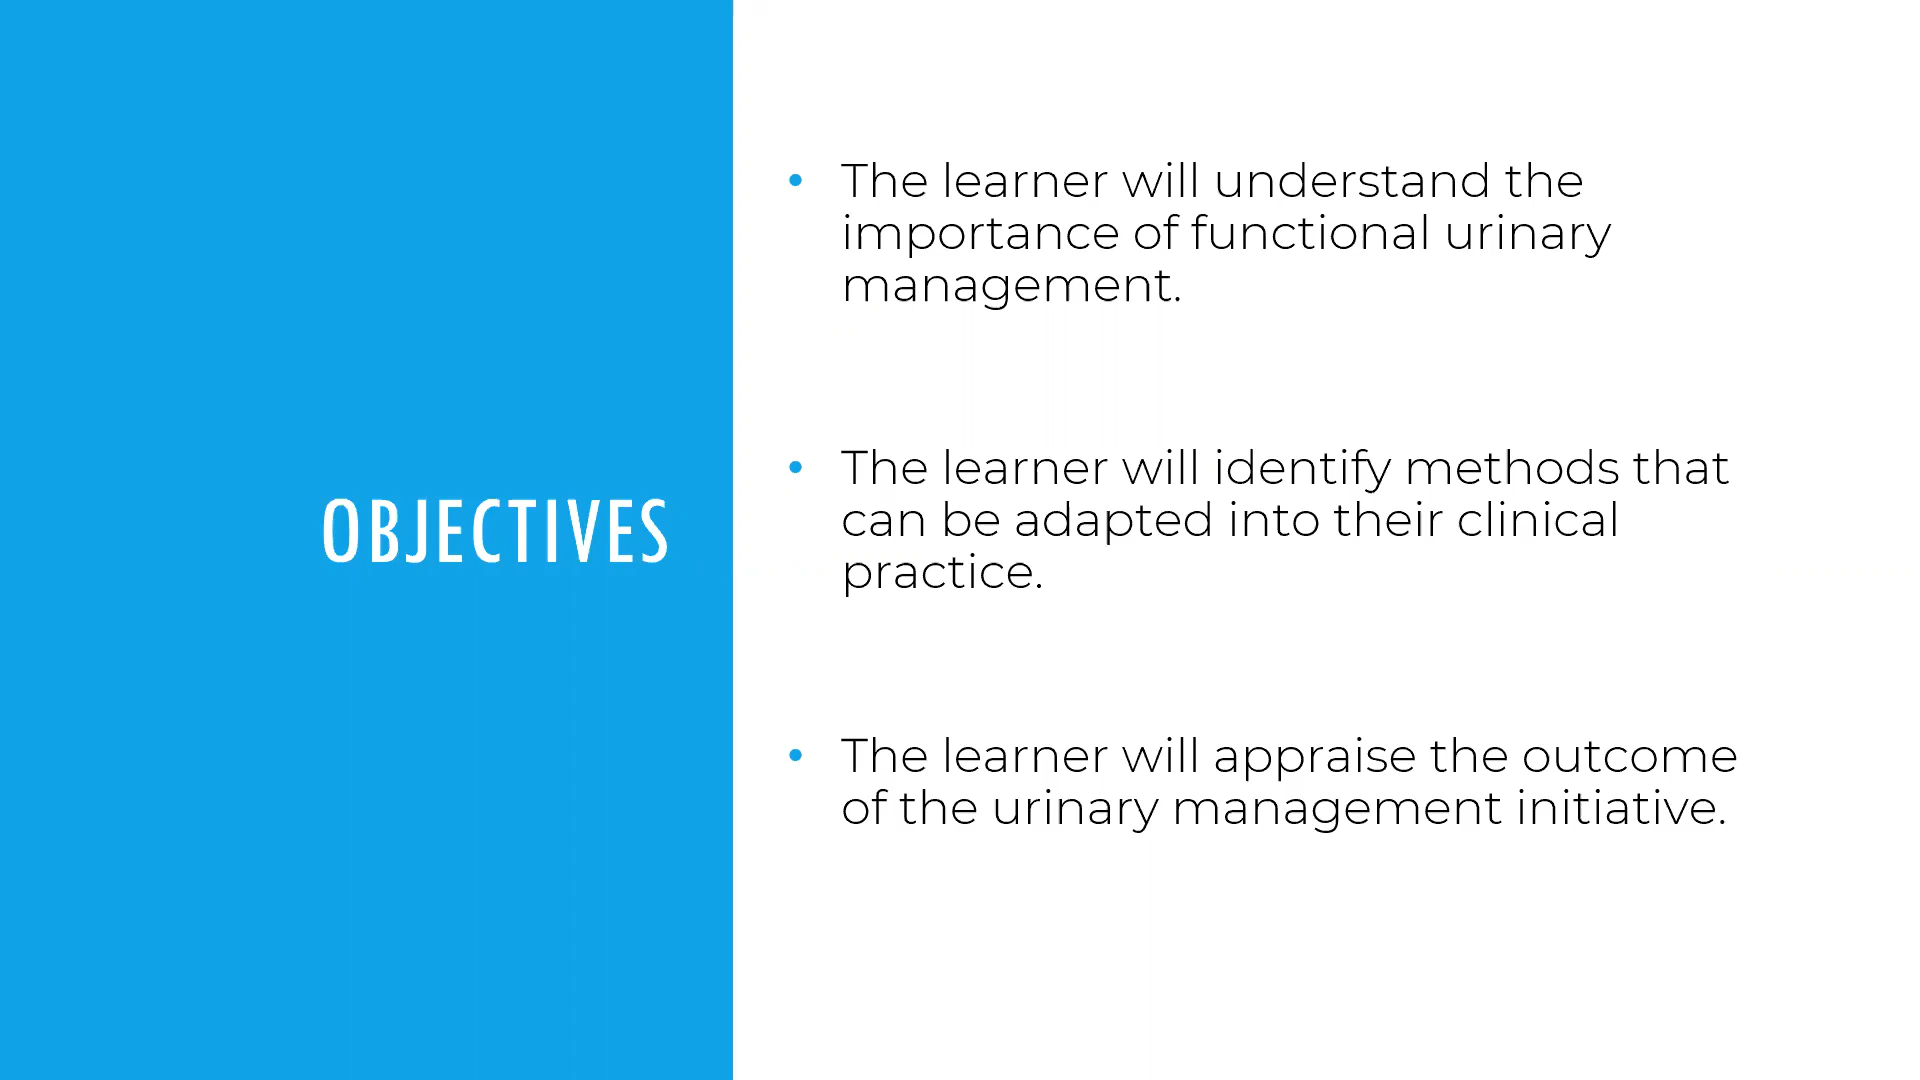 OBJECTIVES
• The learner will understand the
importance of functional urinary
management.
• The learner will identify methods that
can be adapted into their clinical
practice.
• The learner will appraise the outcome
of the urinary management initiative.